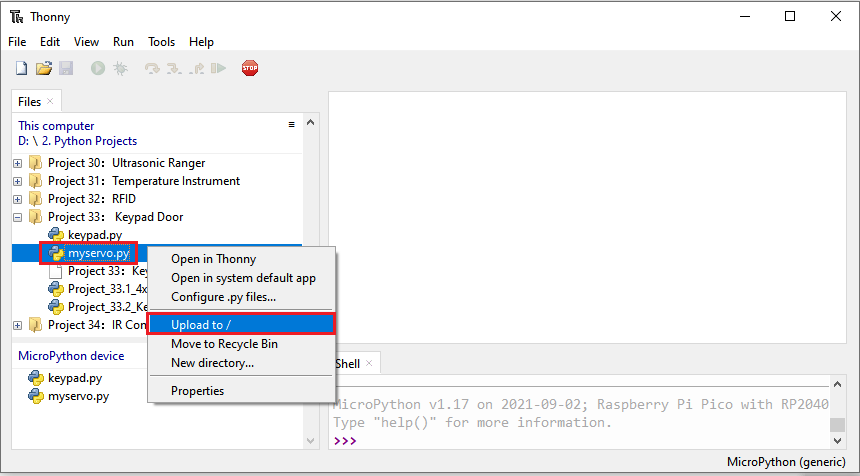 Thonny
File Edit View Run Tools Help
STOP
Files
This computer
D: \ 2. Python Projects
Project 30： Ultrasonic Ranger
Project 31： Temperature Instrument
Project 32： RFID
Project 33： Keypad Door
keypad.py
myservo.py
Open in Thonny
Project 33： Key
Open in system default app
Project_33.1_4x
Configure .py files...
Project_33.2_Ke
Project 34： IR Con
Upload to /
Move to Recycle Bin
New directory...
Properties
MicroPython device
keypad.py
myservo.py
Shell
MicroPython v1.17 on 2021-09-02; Raspberry Pi Pico with RP2040
Type "help()" for more information.
>>>
MicroPython (generic)